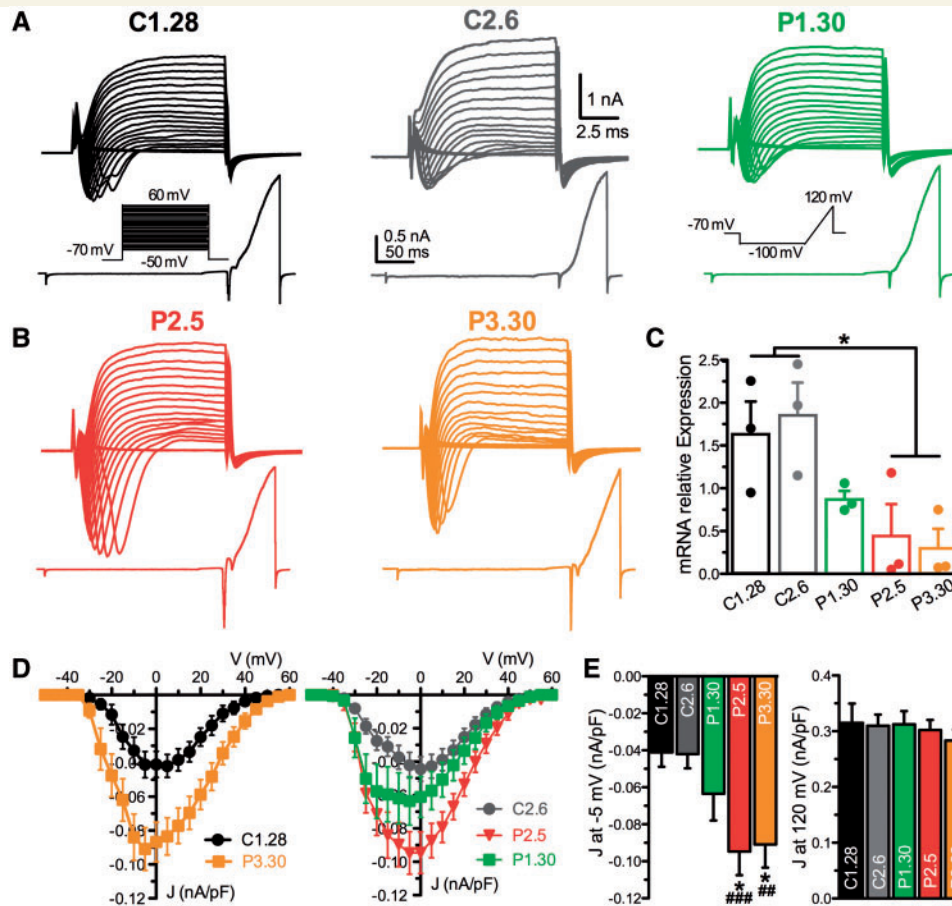 A
C1.28
C2.6
P1.30
1 nA
2.5 ms
60 mV
-70 mV
-50 mV
0.5 nA
50 ms
120 mV
-70 mV
-100 mV
B
P2.5
P3.30
C
*
mRNA relative Expression
2.5
2.0
1.5
1.0
0.5
0.0
C1.28
C2.6
P1.30
P2.5
P3.30
D
V (mV)
-40 -20 0 20 40 60
-0.02
-0.04
-0.06
-0.08
-0.10
-0.12
J (nA/pF)
C1.28
P3.30
V (mV)
-40 -20 0 20 40 60
-0.02
-0.04
-0.06
-0.08
-0.10
-0.12
J (nA/pF)
C2.6
P2.5
P1.30
E
J at -5 mV (nA/pF)
0.00
-0.02
-0.04
-0.06
-0.08
-0.10
-0.12
C1.28
C2.6
P1.30
P2.5
P3.30
* *
### ##
J at 120 mV (nA/pF)
0.4
0.3
0.2
0.1
0.0
C1.28
C2.6
P1.30
P2.5